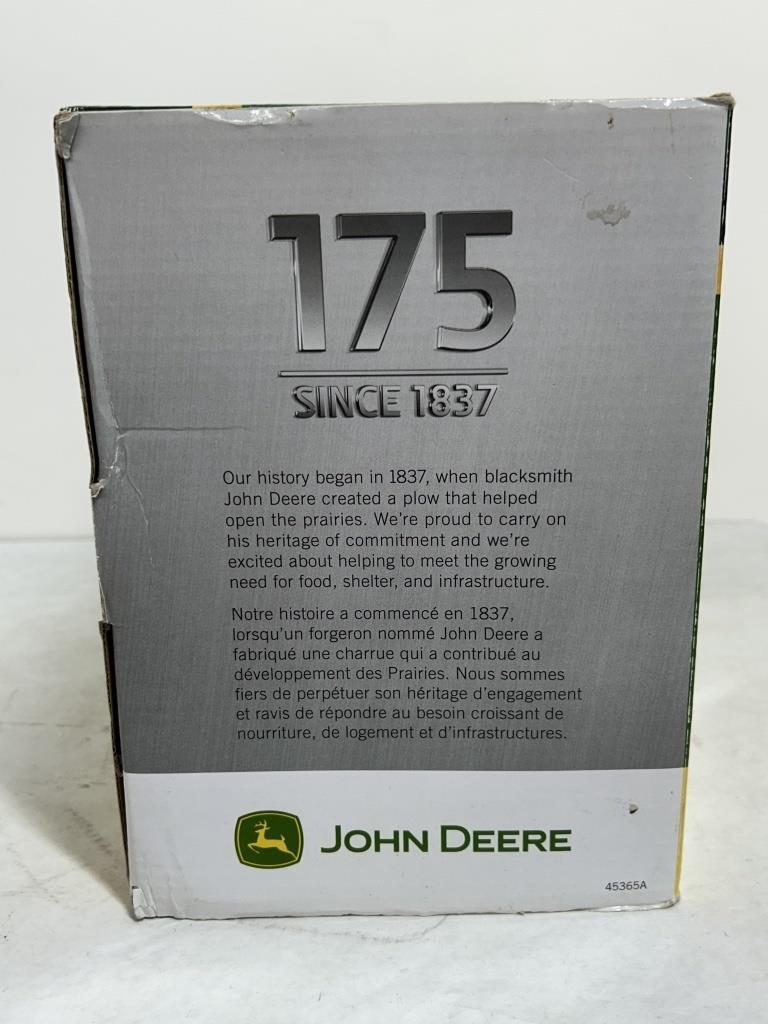 175
SINCE 1837
Our history began in 1837, when blacksmith
John Deere created a plow that helped
open the prairies. We're proud to carry on
his heritage of commitment and we're
excited about helping to meet the growing
need for food, shelter, and infrastructure.
Notre histoire a commencé en 1837,
lorsqu'un forgeron nommé John Deere a
fabriqué une charrue qui a contribué au
développement des Prairies. Nous sommes
fiers de perpétuer son héritage d'engagement
et ravis de répondre au besoin croissant de
nourriture, de logement et d'infrastructures.
JOHN DEERE
45365A